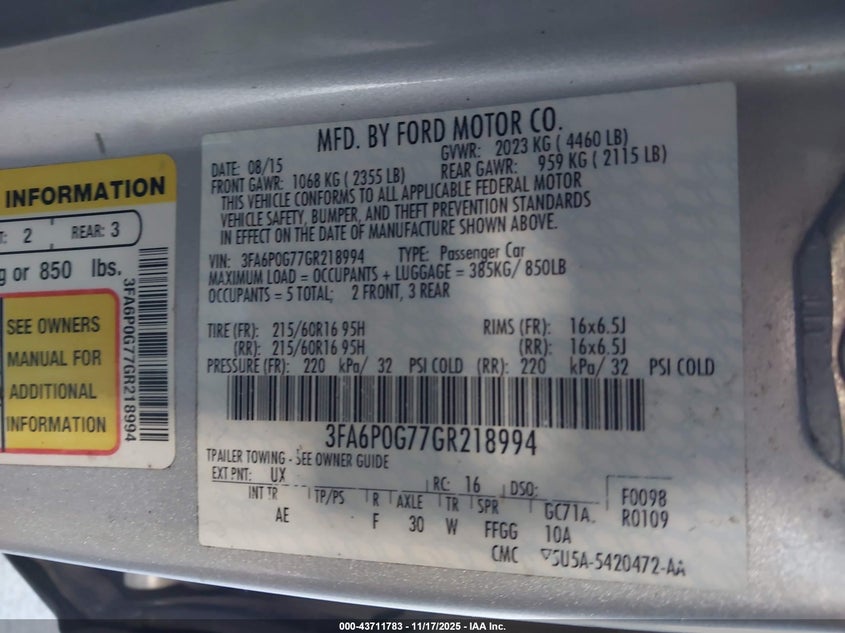 INFORMATION
: 2 REAR: 3
g or 850 lbs.
SEE OWNERS
MANUAL FOR
ADDITIONAL
INFORMATION
3FA6P0G77GR218994
MFD. BY FORD MOTOR CO.
DATE: 08/15 GVWR: 2023 KG ( 4460 LB)
FRONT GAWR: 1068 KG ( 2355 LB) REAR GAWR: 959 KG ( 2115 LB)
THIS VEHICLE CONFORMS TO ALL APPLICABLE FEDERAL MOTOR
VEHICLE SAFETY, BUMPER, AND THEFT PREVENTION STANDARDS
IN EFFECT ON THE DATE OF MANUFACTURE SHOWN ABOVE.
VIN: 3FA6P0G77GR218994 TYPE: Passenger Car
MAXIMUM LOAD = OCCUPANTS + LUGGAGE = 385KG/ 850LB
OCCUPANTS = 5 TOTAL; 2 FRONT, 3 REAR
TIRE (FR): 215/60R16 95H RIMS (FR): 16x6.5J
(RR): 215/60R16 95H (RR): 16x6.5J
PRESSURE (FR): 220 kPa/ 32 PSI COLD (RR): 220 kPa/ 32 PSI COLD
3FA6P0G77GR218994
TRAILER TOWING - SEE OWNER GUIDE
EXT PNT: UX RC: 16 DSO: F0098
INT TR TP/PS R AXLE TR SPR GC71A R0109
AE F 30 W FFGG 10A
CMC 5U5A-5420472-AA
000-43711783 - 11/17/2025 - IAA Inc.